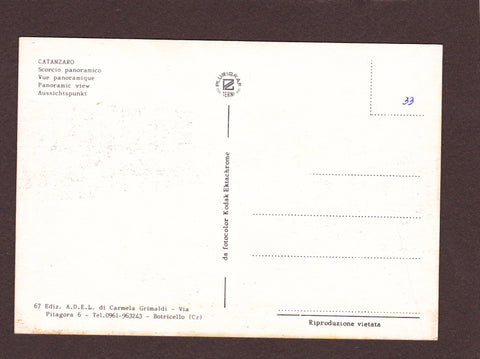 CATANZARO
Scorcio panoramico
Vue panoramique
Panoramic view
Aussichtspunkt
PLURIGRAF
33
da fotocolor Kodak Ektachrome
67 Ediz. A.D.E.L. di Carmela Grimaldi - Via
Pitagora 6 - Tel.0961-963243 - Botricello (Cz)
Riproduzione vietata